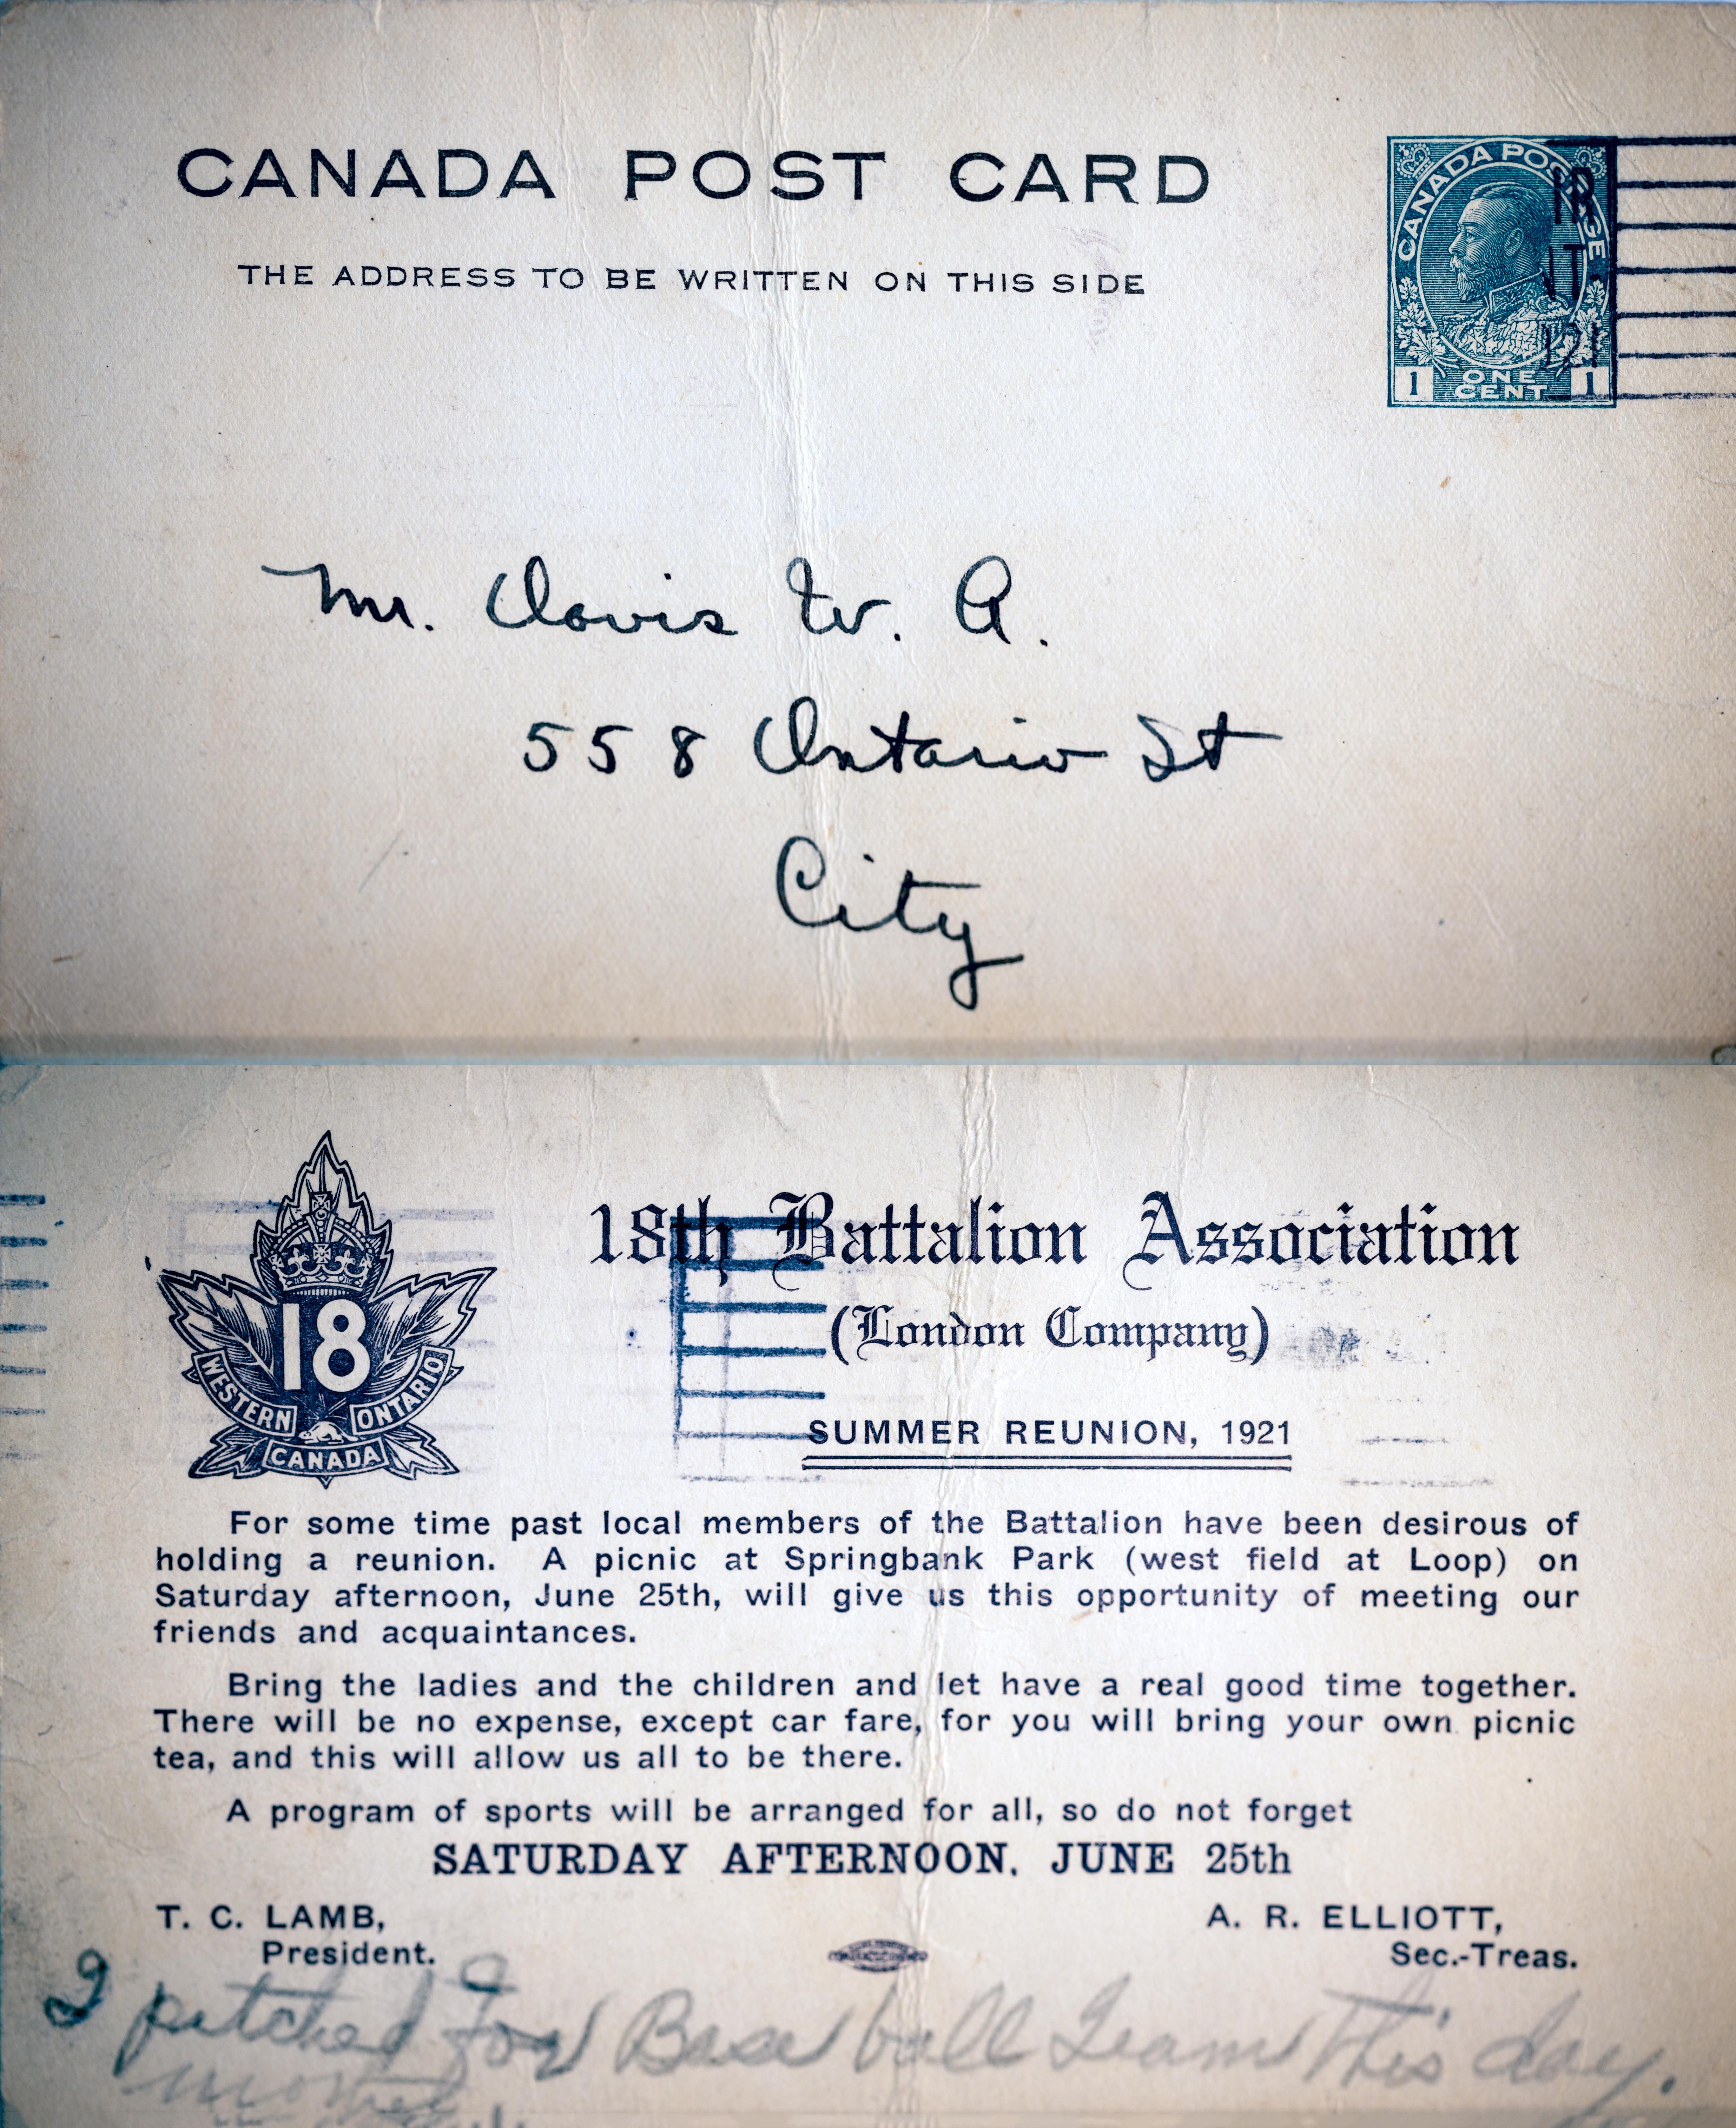 CANADA POST CARD
THE ADDRESS TO BE WRITTEN ON THIS SIDE
CANADA POSTAGE
1 ONE CENT 1
Mr. Davis W. A.
558 Ontario St
City
18
WESTERN ONTARIO
CANADA
18th Battalion Association
(London Company)
SUMMER REUNION, 1921
For some time past local members of the Battalion have been desirous of
holding a reunion. A picnic at Springbank Park (west field at Loop) on
Saturday afternoon, June 25th, will give us this opportunity of meeting our
friends and acquaintances.
Bring the ladies and the children and let have a real good time together.
There will be no expense, except car fare, for you will bring your own picnic
tea, and this will allow us all to be there.
A program of sports will be arranged for all, so do not forget
SATURDAY AFTERNOON, JUNE 25th
T. C. LAMB,
President.
A. R. ELLIOTT,
Sec.-Treas.
I pitched For Base ball Team This day.